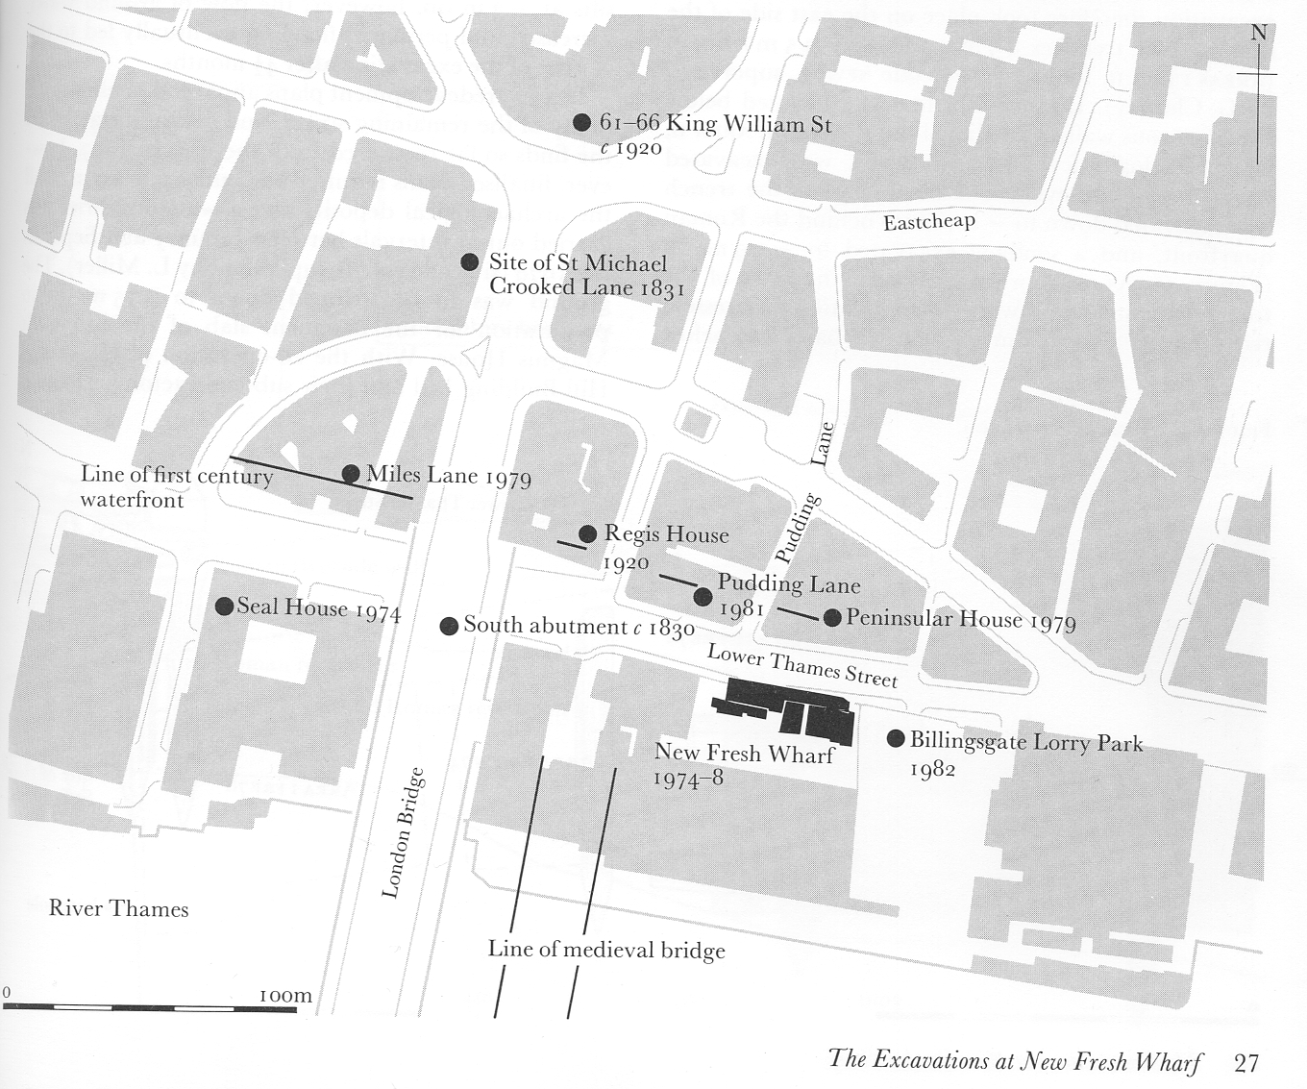 N
61–66 King William St
c 1920
Eastcheap
Site of St Michael
Crooked Lane 1831
Pudding Lane
Line of first century
waterfront
Miles Lane 1979
Regis House
1920
Pudding Lane
1981
Seal House 1974
South abutment c 1830
Peninsular House 1979
Lower Thames Street
New Fresh Wharf
1974–8
Billingsgate Lorry Park
1982
London Bridge
River Thames
Line of medieval bridge
0 100m
The Excavations at New Fresh Wharf 27